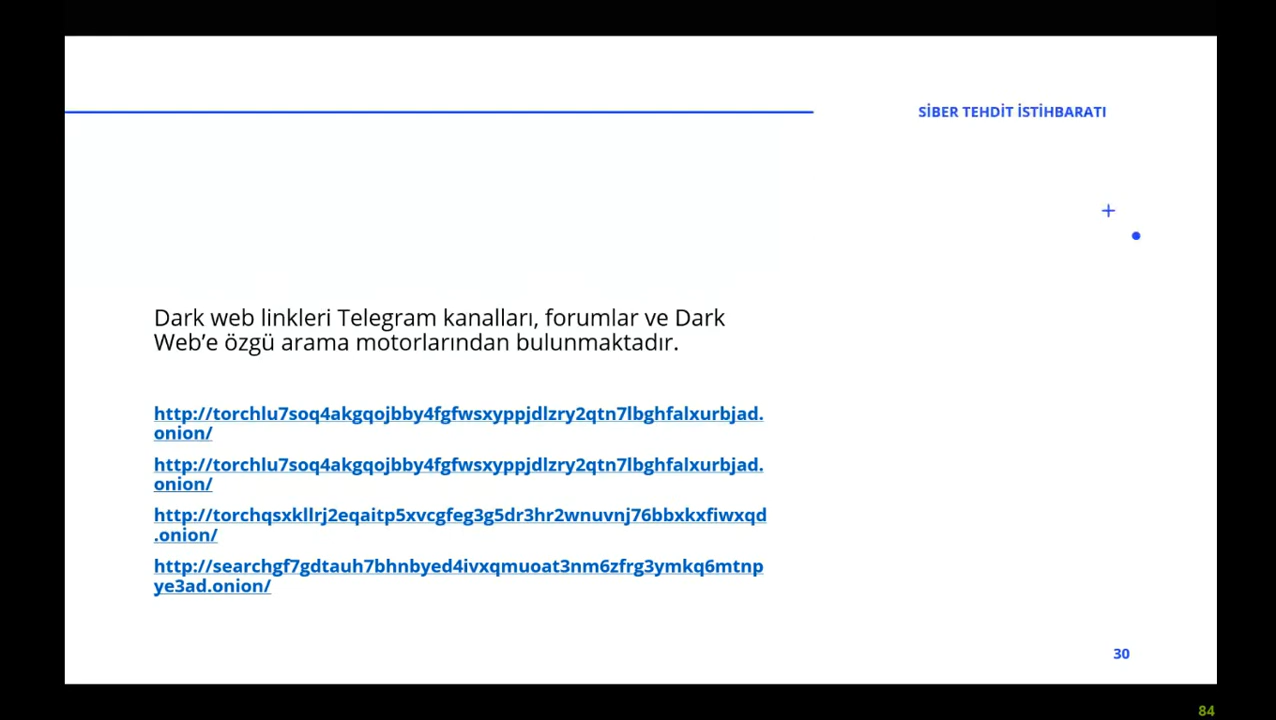 SİBER TEHDİT İSTİHBARATI
Dark web linkleri Telegram kanalları, forumlar ve Dark
Web’e özgü arama motorlarından bulunmaktadır.
http://torchlu7soq4akgqojbby4fgfwsxyppjdlzry2qtn7lbghfalxurbjad.
onion/
http://torchlu7soq4akgqojbby4fgfwsxyppjdlzry2qtn7lbghfalxurbjad.
onion/
http://torchqsxkllrj2eqaitp5xvcgfeg3g5dr3hr2wnuvnj76bbxkxfiwxqd
.onion/
http://searchgf7gdtauh7bhnbyed4ivxqmuoat3nm6zfrg3ymkq6mtnp
ye3ad.onion/
30
84